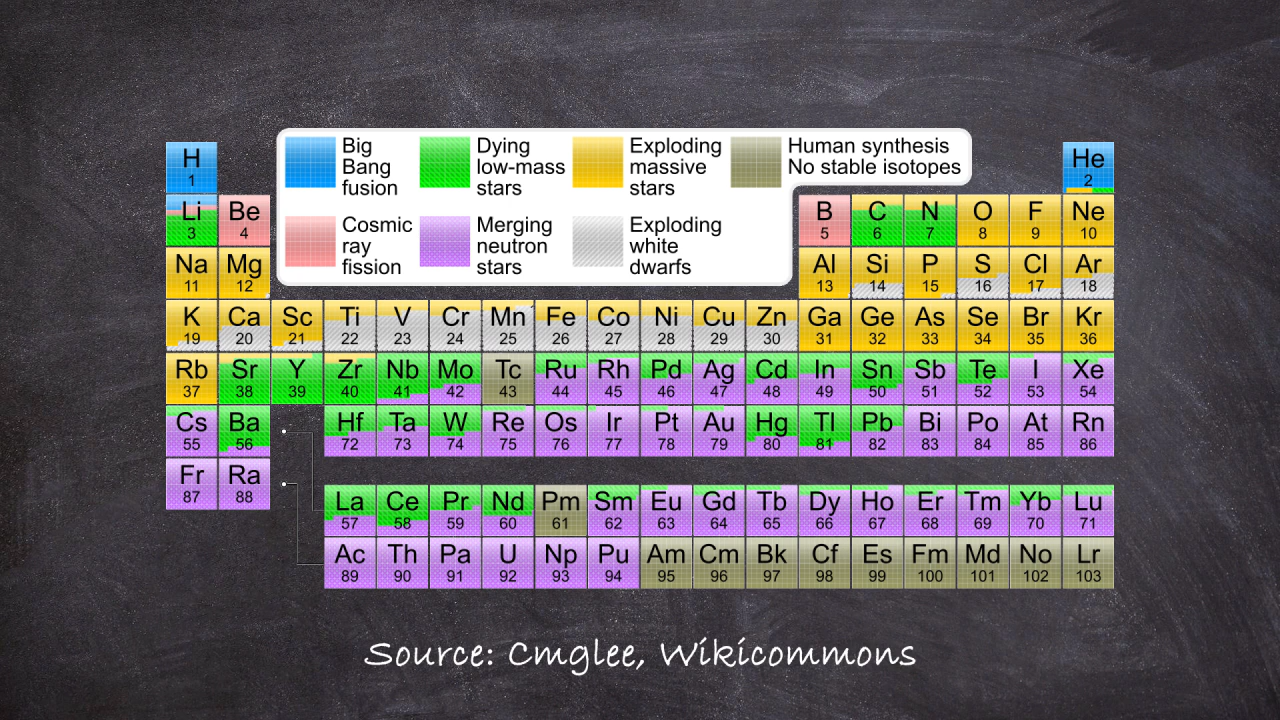 H
1
Big
Bang
fusion
Dying
low-mass
stars
Exploding
massive
stars
Human synthesis
No stable isotopes
He
2
Cosmic
ray
fission
Merging
neutron
stars
Exploding
white
dwarfs
Li Be B C N O F Ne
3 4 5 6 7 8 9 10
Na Mg Al Si P S Cl Ar
11 12 13 14 15 16 17 18
K Ca Sc Ti V Cr Mn Fe Co Ni Cu Zn Ga Ge As Se Br Kr
19 20 21 22 23 24 25 26 27 28 29 30 31 32 33 34 35 36
Rb Sr Y Zr Nb Mo Tc Ru Rh Pd Ag Cd In Sn Sb Te I Xe
37 38 39 40 41 42 43 44 45 46 47 48 49 50 51 52 53 54
Cs Ba Hf Ta W Re Os Ir Pt Au Hg Tl Pb Bi Po At Rn
55 56 72 73 74 75 76 77 78 79 80 81 82 83 84 85 86
Fr Ra
87 88
La Ce Pr Nd Pm Sm Eu Gd Tb Dy Ho Er Tm Yb Lu
57 58 59 60 61 62 63 64 65 66 67 68 69 70 71
Ac Th Pa U Np Pu Am Cm Bk Cf Es Fm Md No Lr
89 90 91 92 93 94 95 96 97 98 99 100 101 102 103
Source: Cmglee, Wikicommons